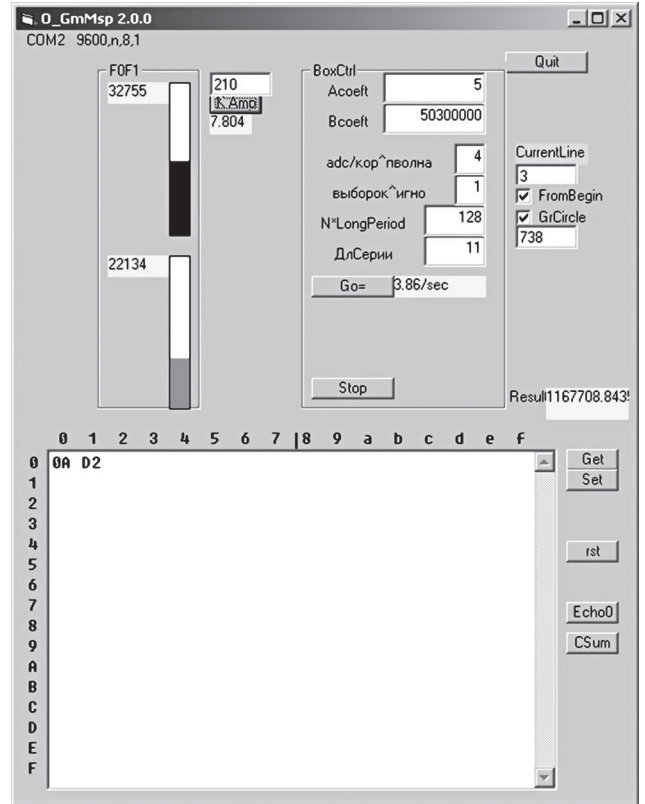 O_GmMsp 2.0.0
COM2 9600,n,8,1
F0F1
32755
22134
210
K Amp
7.804
BoxCtrl
Acoeft 5
Bcoeft 50300000
adc/кор^пволна 4
выборок^игно 1
N*LongPeriod 128
ДлСерии 11
Go= 3.86/sec
Stop
Quit
CurrentLine
3
FromBegin
GrCircle
738
Result 1167708.843
0 1 2 3 4 5 6 7 |8 9 a b c d e f
0 0A D2
1
2
3
4
5
6
7
8
9
A
B
C
D
E
F
Get
Set
rst
Echo0
CSum